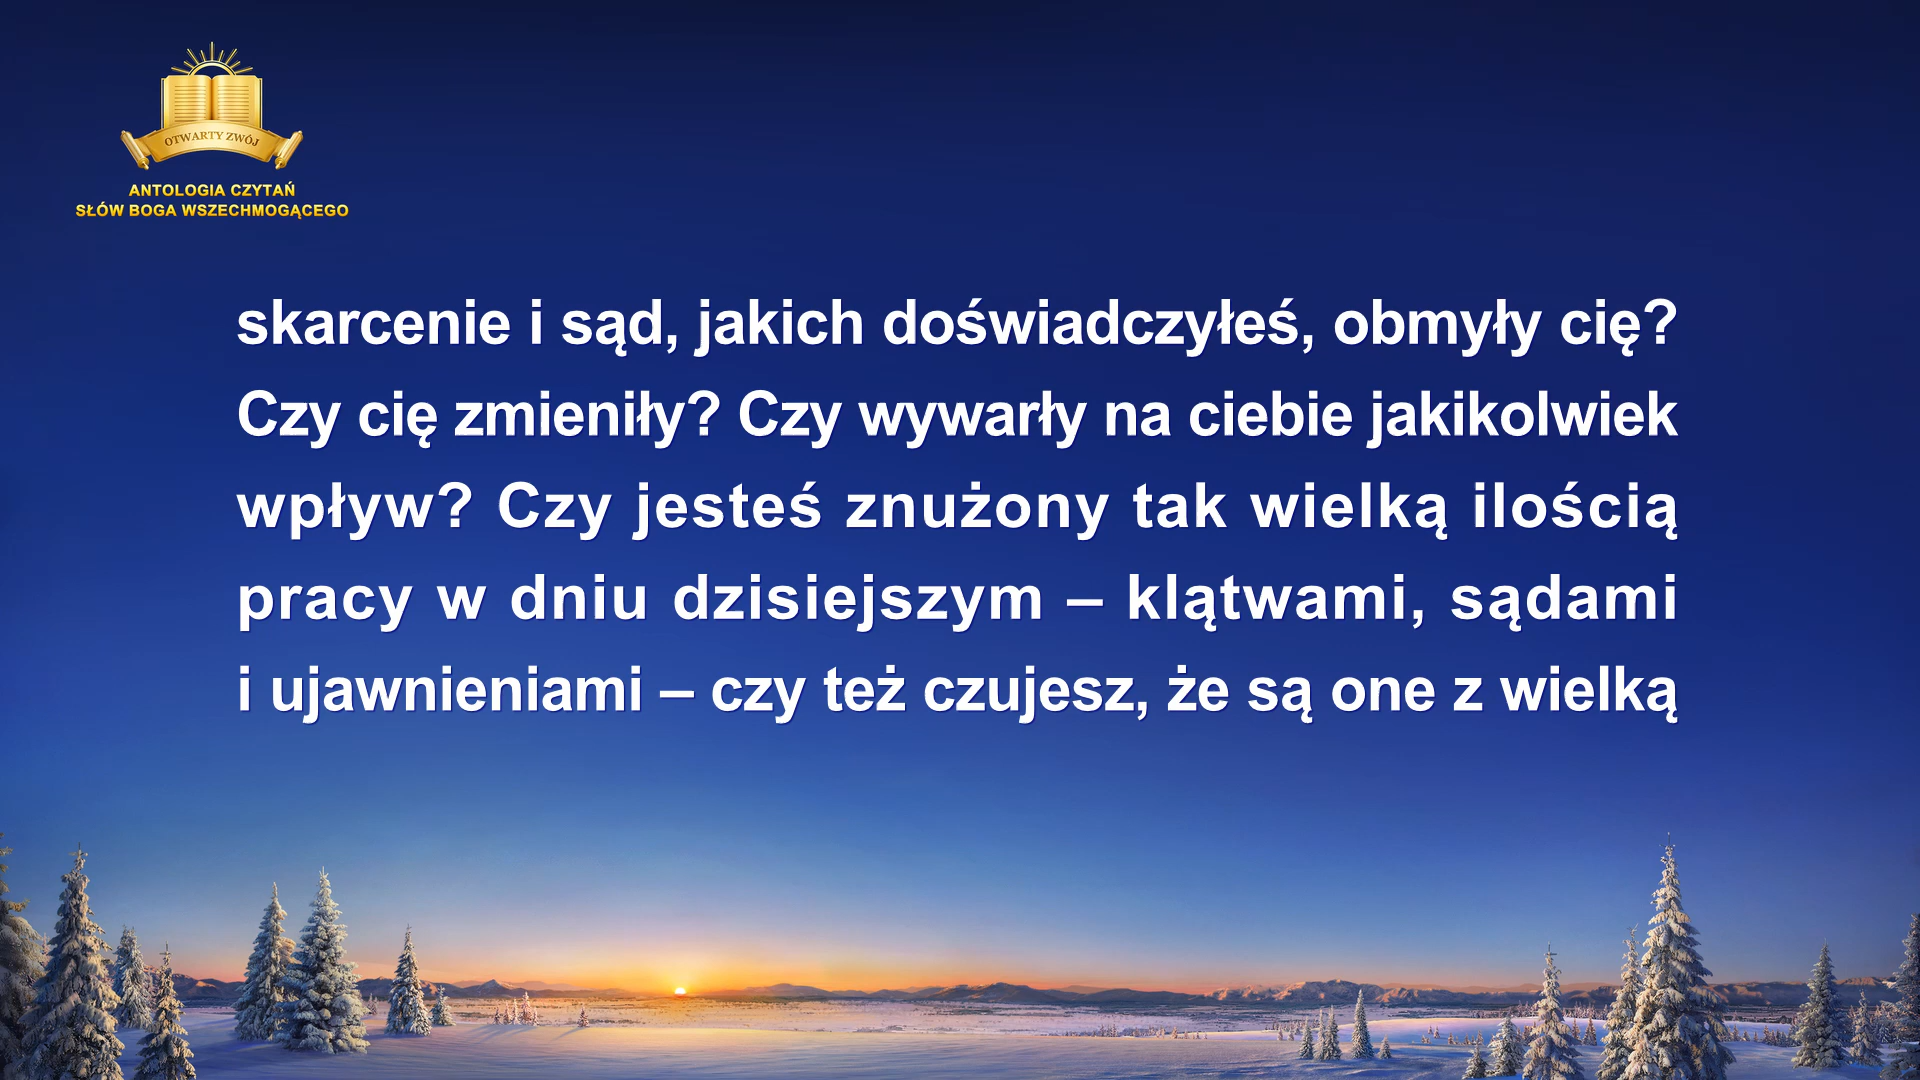 OTWARTY ZWÓJ
ANTOLOGIA CZYTAŃ
SŁÓW BOGA WSZECHMOGĄCEGO
skarcenie i sąd, jakich doświadczyłeś, obmyły cię?
Czy cię zmieniły? Czy wywarły na ciebie jakikolwiek
wpływ? Czy jesteś znużony tak wielką ilością
pracy w dniu dzisiejszym – klątwami, sądami
i ujawnieniami – czy też czujesz, że są one z wielką